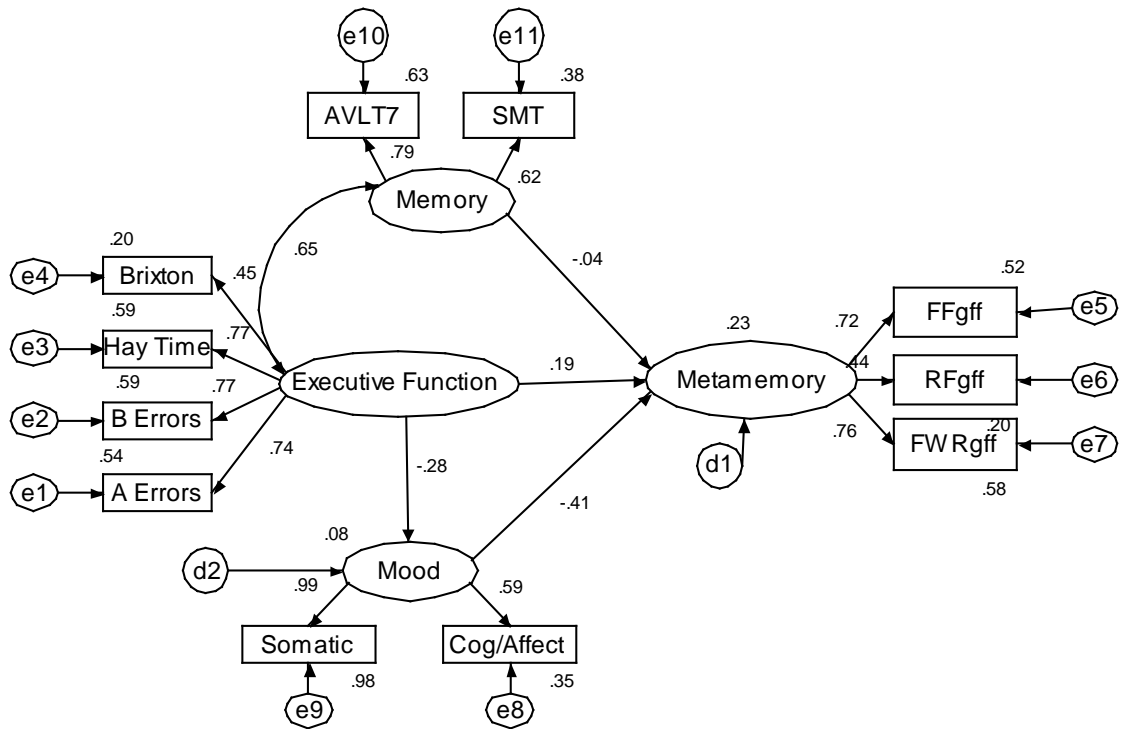 e10
e11
.63
.38
AVLT7
SMT
.79
.62
Memory
.65
-.04
.20
e4
Brixton
.45
.59
e3
Hay Time
.77
.59
.77
e2
B Errors
.74
.54
e1
A Errors
Executive Function
.19
.23
Metamemory
d1
.52
.72
FFgff
e5
.44
RFgff
e6
.76
.20
FWRgff
e7
.58
-.28
-.41
.08
d2
Mood
.99
.59
Somatic
Cog/Affect
.98
.35
e9
e8